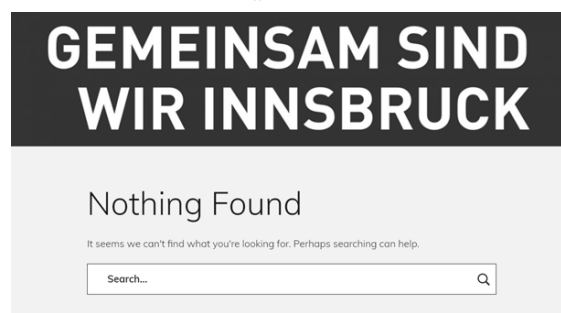 GEMEINSAM SIND
WIR INNSBRUCK
Nothing Found
It seems we can't find what you're looking for. Perhaps searching can help.
Search...